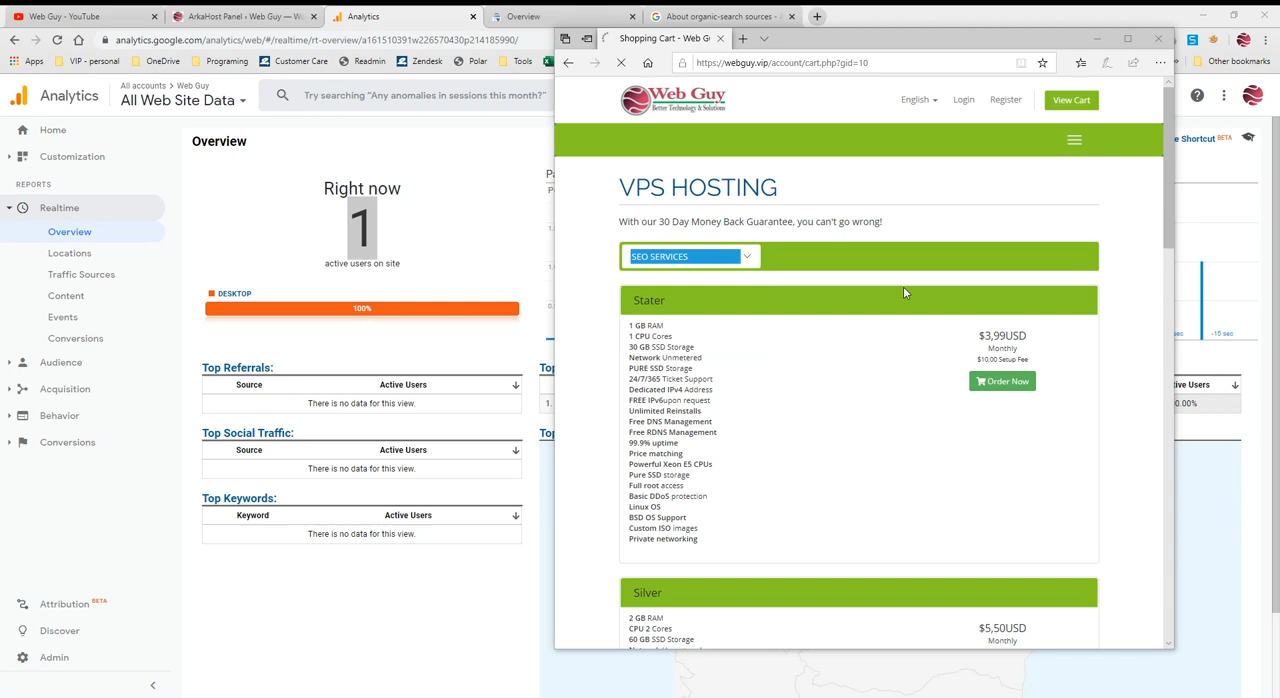 Web Guy - YouTube
ArkaHost Panel › Web Guy — Wo
Analytics
Overview
About organic-search sources - A
analytics.google.com/analytics/web/#/realtime/rt-overview/a161510391w226570430p214185990/
Apps
VIP - personal
OneDrive
Programing
Customer Care
Readmin
Zendesk
Polar
Tools
Other bookmarks
Analytics
All accounts > Web Guy
All Web Site Data
Try searching "Any anomalies in sessions this month?"
Home
Customization
REPORTS
Realtime
Overview
Locations
Traffic Sources
Content
Events
Conversions
Audience
Acquisition
Behavior
Conversions
Attribution BETA
Discover
Admin
Overview
Right now
1
active users on site
DESKTOP
100%
Top Referrals:
Source Active Users
There is no data for this view.
Top Social Traffic:
Source Active Users
There is no data for this view.
Top Keywords:
Keyword Active Users
There is no data for this view.
Shopping Cart - Web G
https://webguy.vip/account/cart.php?gid=10
Web Guy
Better Technology & Solutions
English
Login
Register
View Cart
VPS HOSTING
With our 30 Day Money Back Guarantee, you can't go wrong!
SEO SERVICES
Stater
1 GB RAM
1 CPU Cores
30 GB SSD Storage
Network Unmetered
PURE SSD Storage
24/7/365 Ticket Support
Dedicated IPv4 Address
FREE IPv6upon request
Unlimited Reinstalls
Free DNS Management
Free RDNS Management
99.9% uptime
Price matching
Powerful Xeon E5 CPUs
Pure SSD storage
Full root access
Basic DDoS protection
Linux OS
BSD OS Support
Custom ISO images
Private networking
$3,99USD
Monthly
$10,00 Setup Fee
Order Now
Silver
2 GB RAM
CPU 2 Cores
60 GB SSD Storage
$5,50USD
Monthly
e Shortcut BETA
-15 sec
tive Users
0.00%